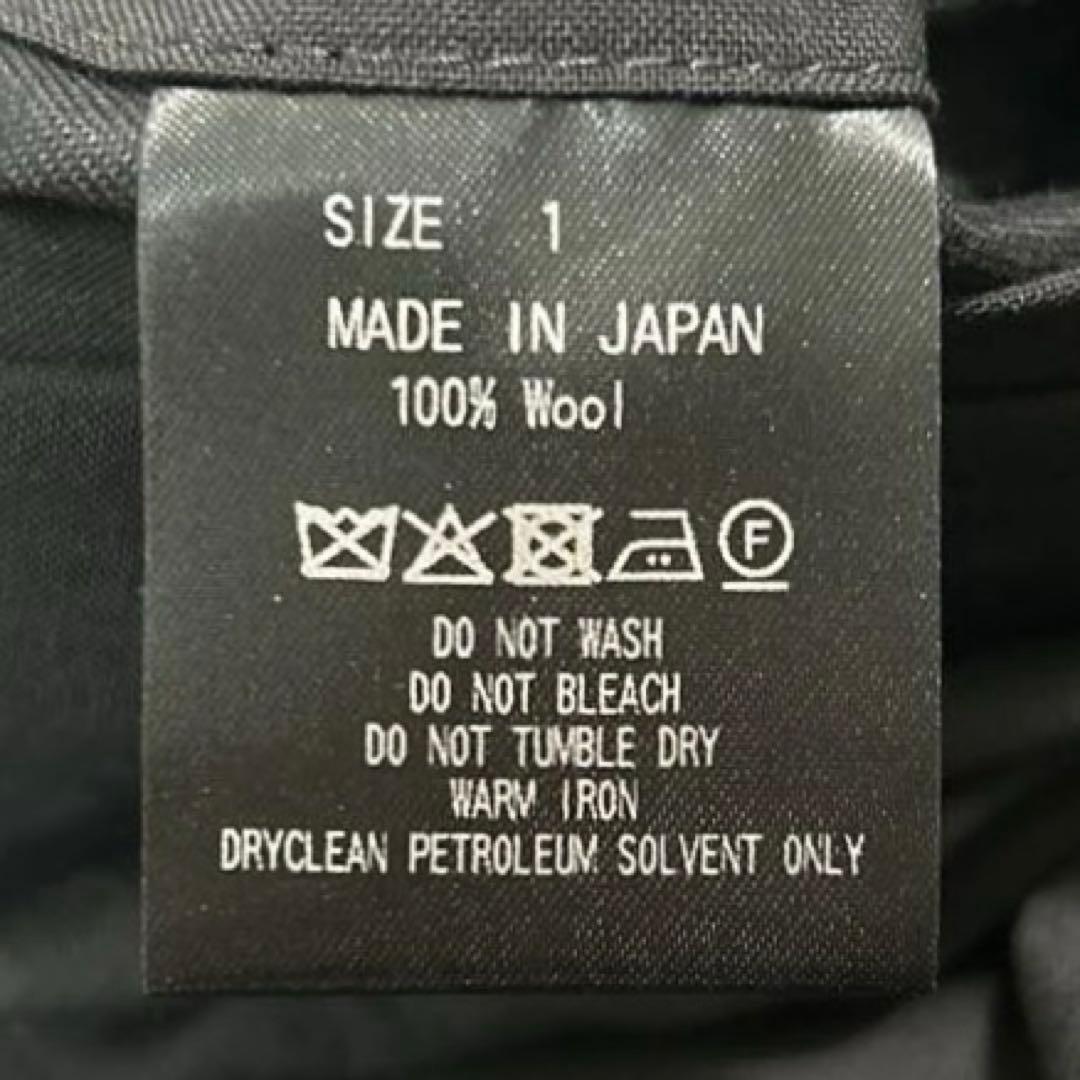 SIZE 1
MADE IN JAPAN
100% Wool
F
DO NOT WASH
DO NOT BLEACH
DO NOT TUMBLE DRY
WARM IRON
DRYCLEAN PETROLEUM SOLVENT ONLY